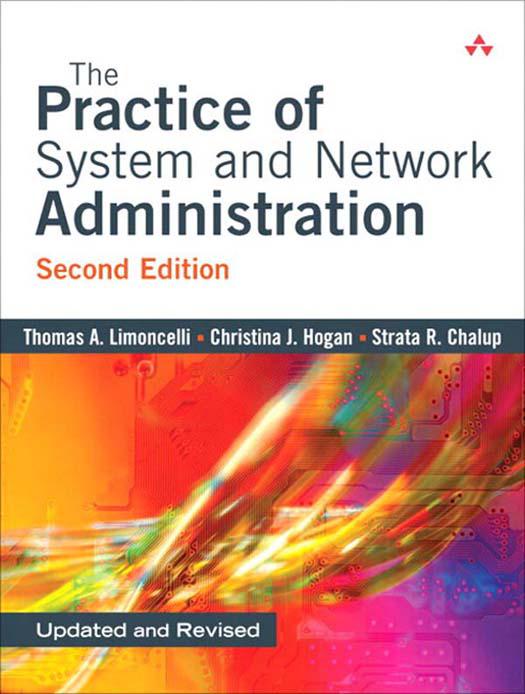 The
Practice of
System and Network
Administration
Second Edition
Thomas A. Limoncelli ▪ Christina J. Hogan ▪ Strata R. Chalup
Updated and Revised